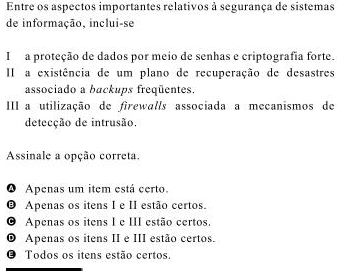 Entre os aspectos importantes relativos à segurança de sistemas
de informação, inclui-se
I a proteção de dados por meio de senhas e criptografia forte.
II a existência de um plano de recuperação de desastres
associado a backups freqüentes.
III a utilização de firewalls associada a mecanismos de
detecção de intrusão.
Assinale a opção correta.
A Apenas um item está certo.
B Apenas os itens I e II estão certos.
C Apenas os itens I e III estão certos.
D Apenas os itens II e III estão certos.
E Todos os itens estão certos.